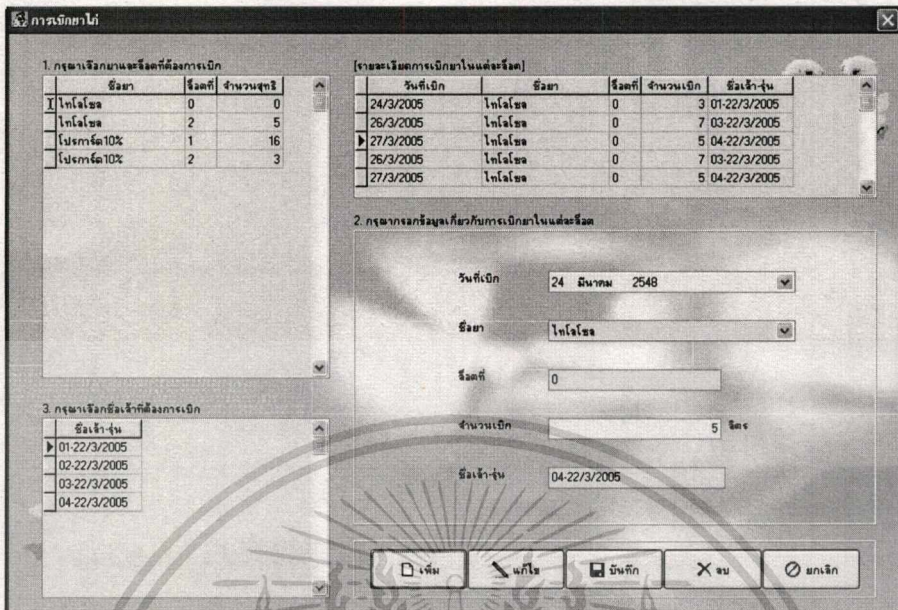 การเบิกยาไก่
1. กรุณาเลือกยาและล็อตที่ต้องการเบิก
ชื่อยา ล็อตที่ จำนวนสุทธิ
ไทโลโซล 0 0
ไทโลโซล 2 5
โปรการ์ด10% 1 16
โปรการ์ด10% 2 3
[รายละเอียดการเบิกยาในแต่ละล็อต]
วันที่เบิก ชื่อยา ล็อตที่ จำนวนเบิก ชื่อเล้า-รุ่น
24/3/2005 ไทโลโซล 0 3 01-22/3/2005
26/3/2005 ไทโลโซล 0 7 03-22/3/2005
27/3/2005 ไทโลโซล 0 5 04-22/3/2005
26/3/2005 ไทโลโซล 0 7 03-22/3/2005
27/3/2005 ไทโลโซล 0 5 04-22/3/2005
2. กรุณากรอกข้อมูลเกี่ยวกับการเบิกยาในแต่ละล็อต
วันที่เบิก 24 มีนาคม 2548
ชื่อยา ไทโลโซล
ล็อตที่ 0
จำนวนเบิก 5 ลิตร
ชื่อเล้า-รุ่น 04-22/3/2005
3. กรุณาเลือกชื่อเล้าที่ต้องการเบิก
ชื่อเล้า-รุ่น
01-22/3/2005
02-22/3/2005
03-22/3/2005
04-22/3/2005
เพิ่ม แก้ไข บันทึก ลบ ยกเลิก